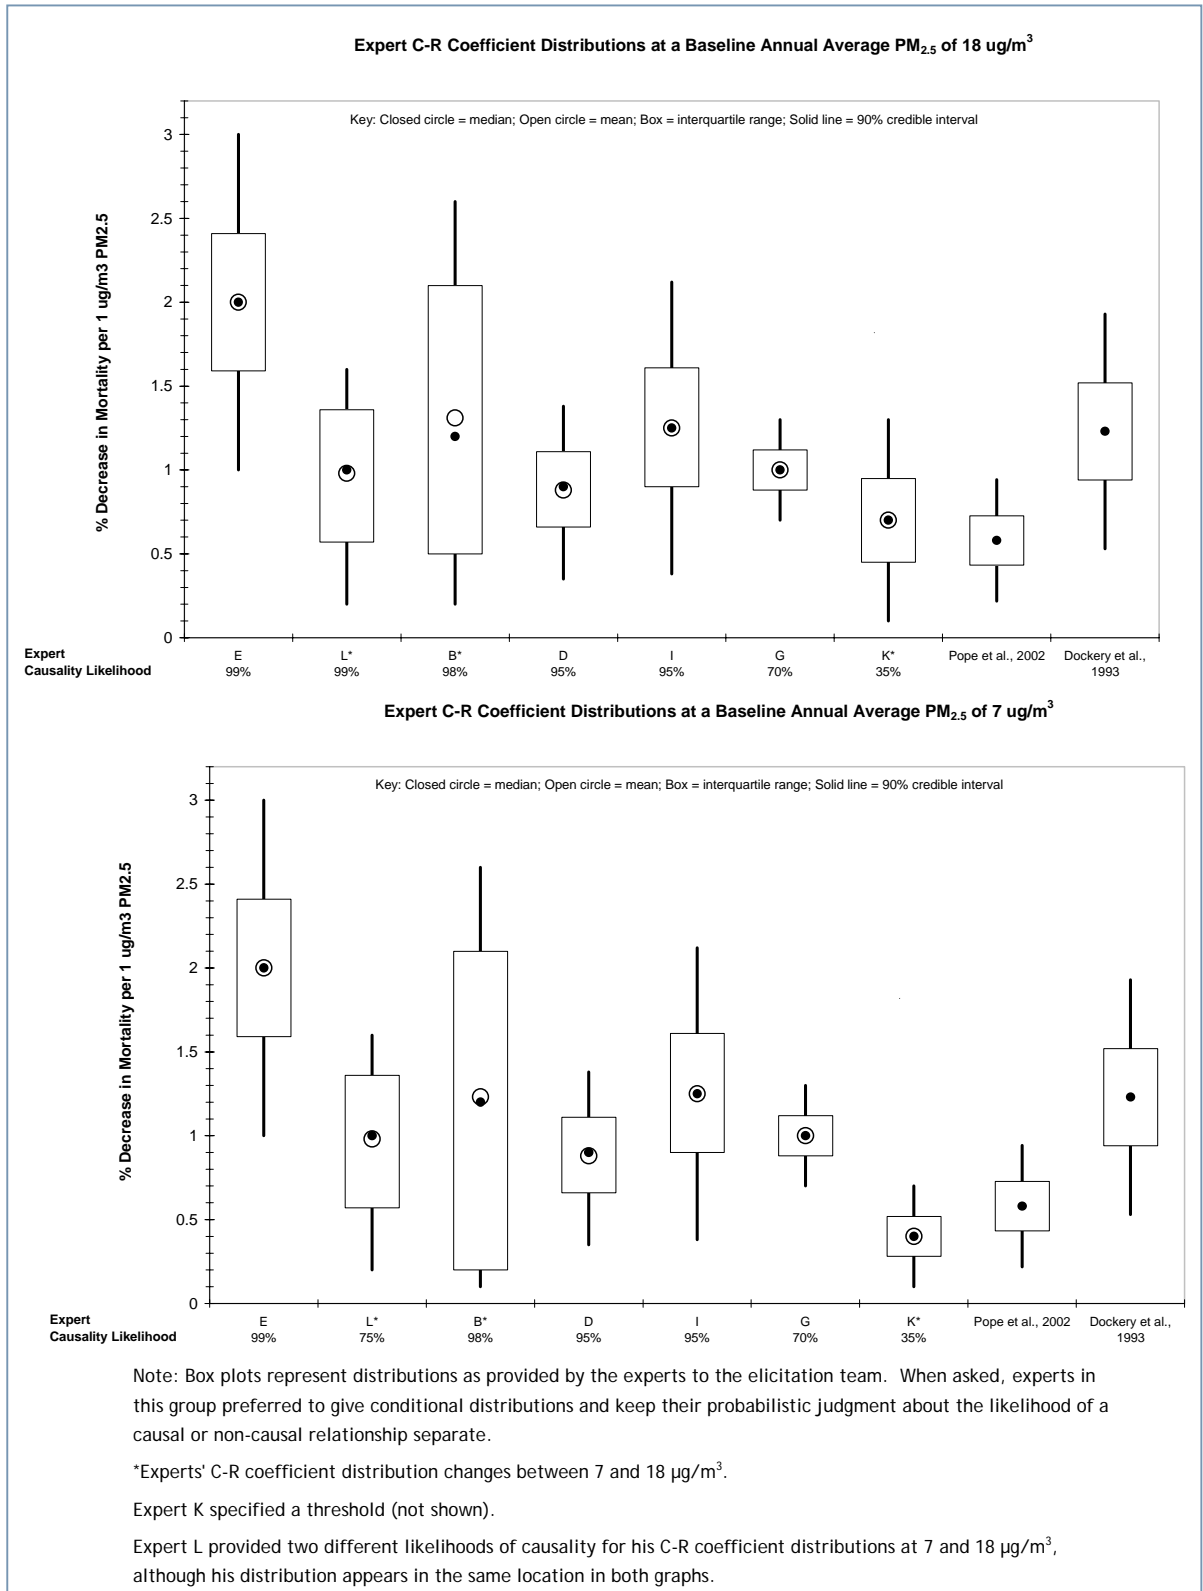 Expert C-R Coefficient Distributions at a Baseline Annual Average PM2.5 of 18 ug/m3
Key: Closed circle = median; Open circle = mean; Box = interquartile range; Solid line = 90% credible interval
% Decrease in Mortality per 1 ug/m3 PM2.5
3
2.5
2
1.5
1
0.5
0
Expert E L* B* D I G K* Pope et al., 2002 Dockery et al.,
Causality Likelihood 99% 99% 98% 95% 95% 70% 35% 1993
Expert C-R Coefficient Distributions at a Baseline Annual Average PM2.5 of 7 ug/m3
Key: Closed circle = median; Open circle = mean; Box = interquartile range; Solid line = 90% credible interval
% Decrease in Mortality per 1 ug/m3 PM2.5
3
2.5
2
1.5
1
0.5
0
Expert E L* B* D I G K* Pope et al., 2002 Dockery et al.,
Causality Likelihood 99% 75% 98% 95% 95% 70% 35% 1993
Note: Box plots represent distributions as provided by the experts to the elicitation team. When asked, experts in
this group preferred to give conditional distributions and keep their probabilistic judgment about the likelihood of a
causal or non-causal relationship separate.
*Experts' C-R coefficient distribution changes between 7 and 18 µg/m3.
Expert K specified a threshold (not shown).
Expert L provided two different likelihoods of causality for his C-R coefficient distributions at 7 and 18 µg/m3,
although his distribution appears in the same location in both graphs.